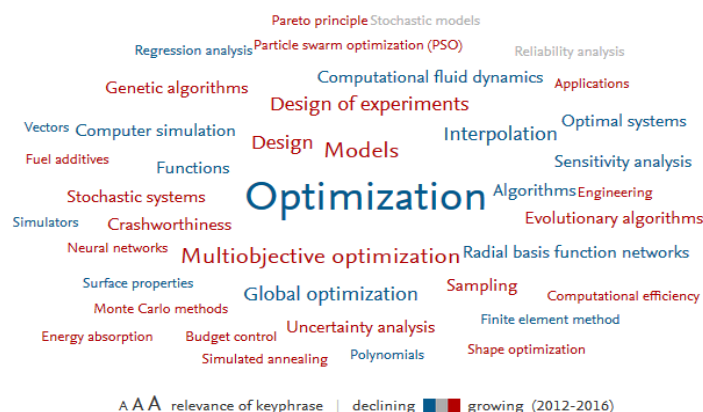 Pareto principle Stochastic models
Regression analysis Particle swarm optimization (PSO) Reliability analysis
Genetic algorithms Computational fluid dynamics Applications
Design of experiments
Vectors Computer simulation Interpolation Optimal systems
Design Models
Fuel additives Functions Sensitivity analysis
Stochastic systems Optimization Algorithms Engineering
Simulators Crashworthiness Evolutionary algorithms
Neural networks Multiobjective optimization Radial basis function networks
Surface properties Global optimization Sampling Computational efficiency
Monte Carlo methods Finite element method
Energy absorption Budget control Uncertainty analysis
Simulated annealing Polynomials Shape optimization
A A A relevance of keyphrase | declining growing (2012-2016)